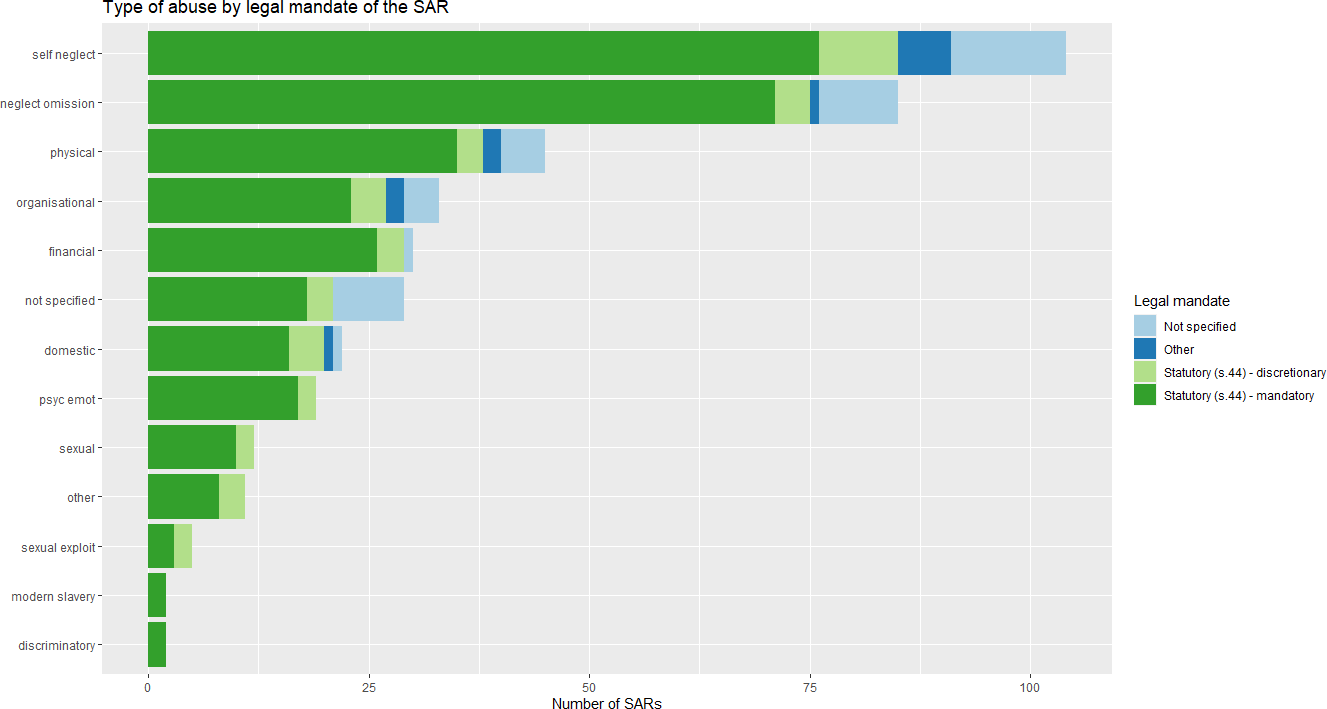 Type of abuse by legal mandate of the SAR
self neglect
neglect omission
physical
organisational
financial
not specified
domestic
psyc emot
sexual
other
sexual exploit
modern slavery
discriminatory
0 25 50 75 100
Number of SARs
Legal mandate
Not specified
Other
Statutory (s.44) - discretionary
Statutory (s.44) - mandatory